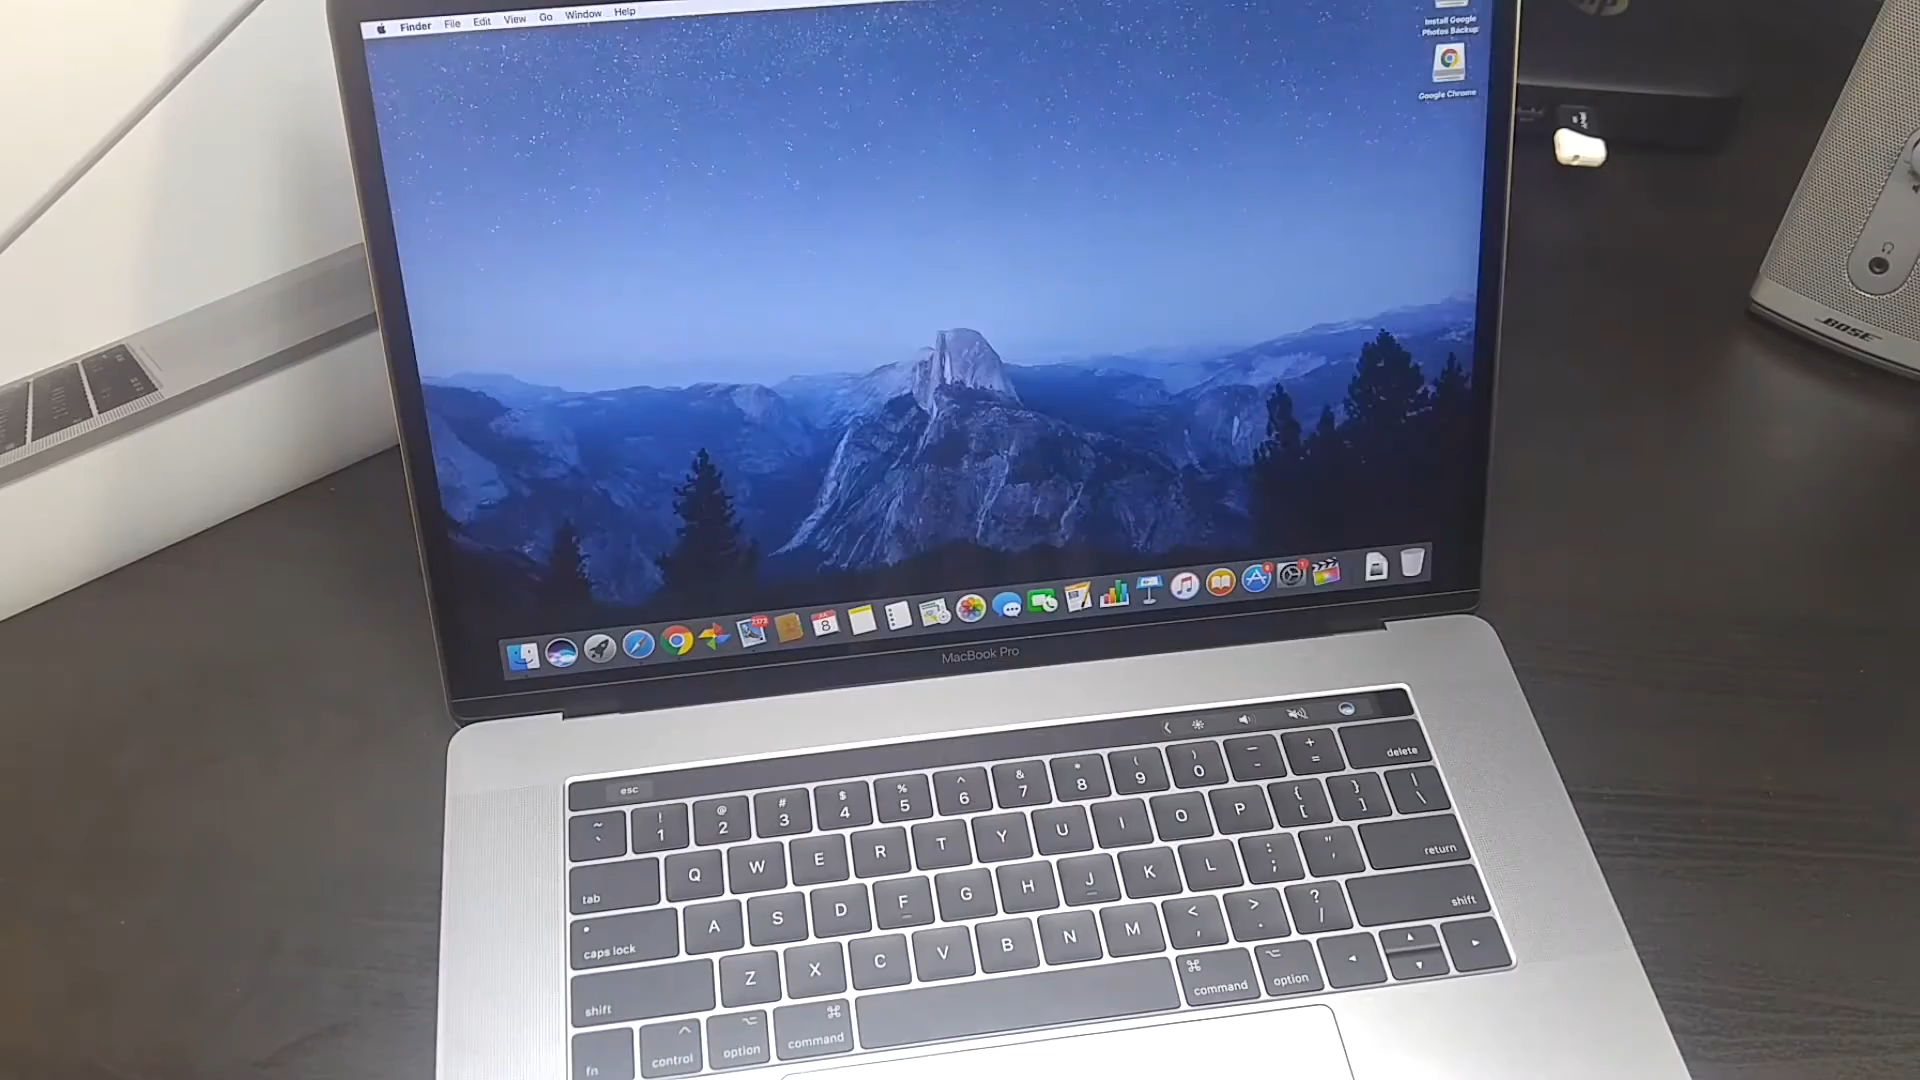 Finder File Edit View Go Window Help
Install Google
Photos Backup
Google Chrome
BOSE
8
MacBook Pro
esc
~ ! @ # $ % ^ & * ( ) _ +
` 1 2 3 4 5 6 7 8 9 0 - = delete
tab Q W E R T Y U I O P { [ } ] | \
caps lock A S D F G H J K L : ; " ' return
shift Z X C V B N M < , > . ? / shift
fn control option command command option